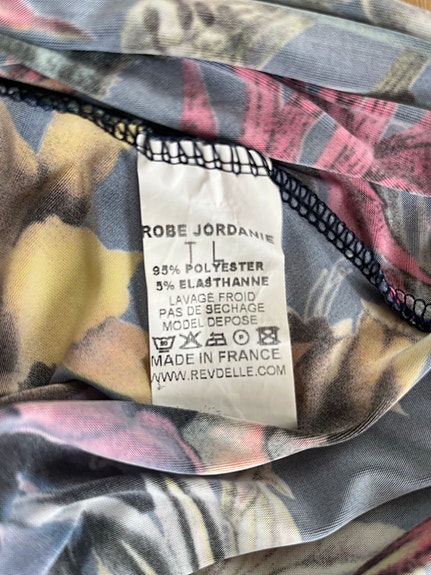 ROBE JORDANIE
T L
95% POLYESTER
5% ELASTHANNE
LAVAGE FROID
PAS DE SECHAGE
MODEL DEPOSE
MADE IN FRANCE
WWW.REVDELLE.COM